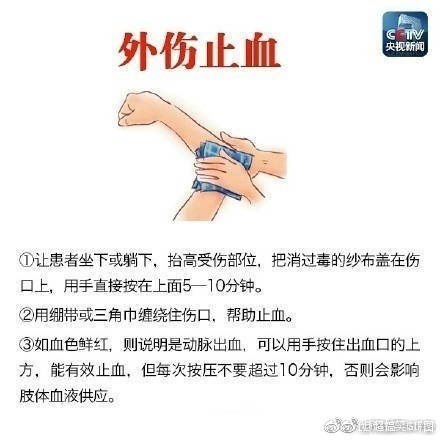 CCTV
央视新闻
外伤止血
①让患者坐下或躺下，抬高受伤部位，把消过毒的纱布盖在伤
口上，用手直接按在上面5—10分钟。
②用绷带或三角巾缠绕住伤口，帮助止血。
③如血色鲜红，则说明是动脉出血，可以用手按住出血口的上
方，能有效止血，但每次按压不要超过10分钟，否则会影响
肢体血液供应。